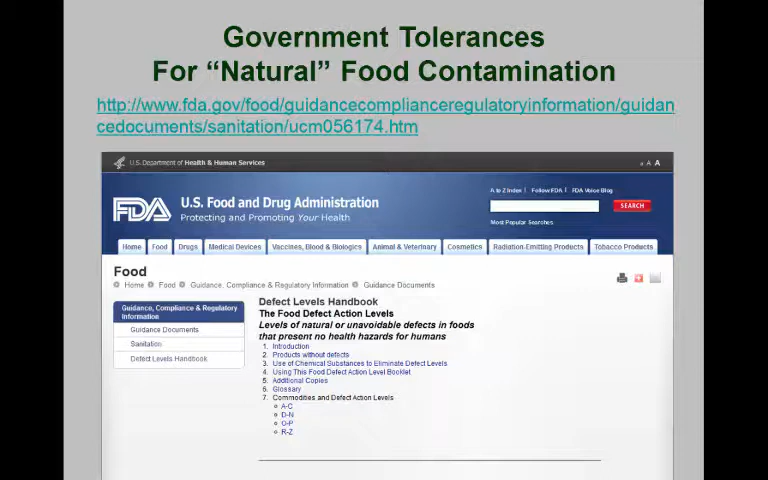 Government Tolerances
For “Natural” Food Contamination
http://www.fda.gov/food/guidancecomplianceregulatoryinformation/guidan
cedocuments/sanitation/ucm056174.htm
U.S. Department of Health & Human Services
a A A
FDA
U.S. Food and Drug Administration
Protecting and Promoting Your Health
A to Z Index | Follow FDA | FDA Voice Blog
SEARCH
Most Popular Searches
Home Food Drugs Medical Devices Vaccines, Blood & Biologics Animal & Veterinary Cosmetics Radiation-Emitting Products Tobacco Products
Food
Home Food Guidance, Compliance & Regulatory Information Guidance Documents
Guidance, Compliance & Regulatory
Information
Guidance Documents
Sanitation
Defect Levels Handbook
Defect Levels Handbook
The Food Defect Action Levels
Levels of natural or unavoidable defects in foods
that present no health hazards for humans
1. Introduction
2. Products without defects
3. Use of Chemical Substances to Eliminate Defect Levels
4. Using This Food Defect Action Level Booklet
5. Additional Copies
6. Glossary
7. Commodities and Defect Action Levels
A-C
D-N
O-P
R-Z